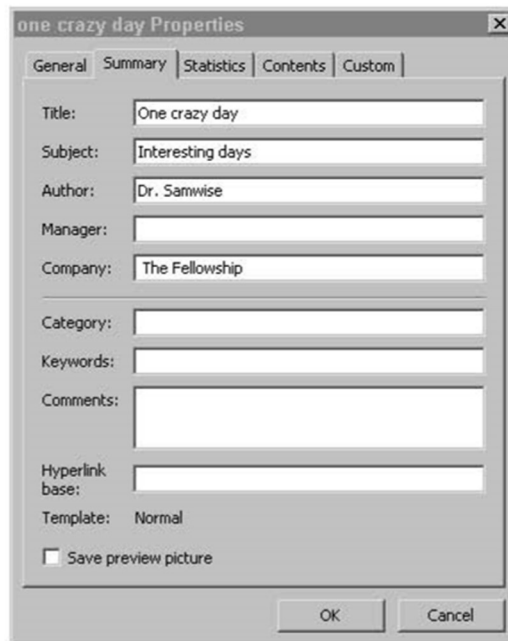 one crazy day Properties
General Summary Statistics Contents Custom
Title: One crazy day
Subject: Interesting days
Author: Dr. Samwise
Manager:
Company: The Fellowship
Category:
Keywords:
Comments:
Hyperlink
base:
Template: Normal
Save preview picture
OK Cancel